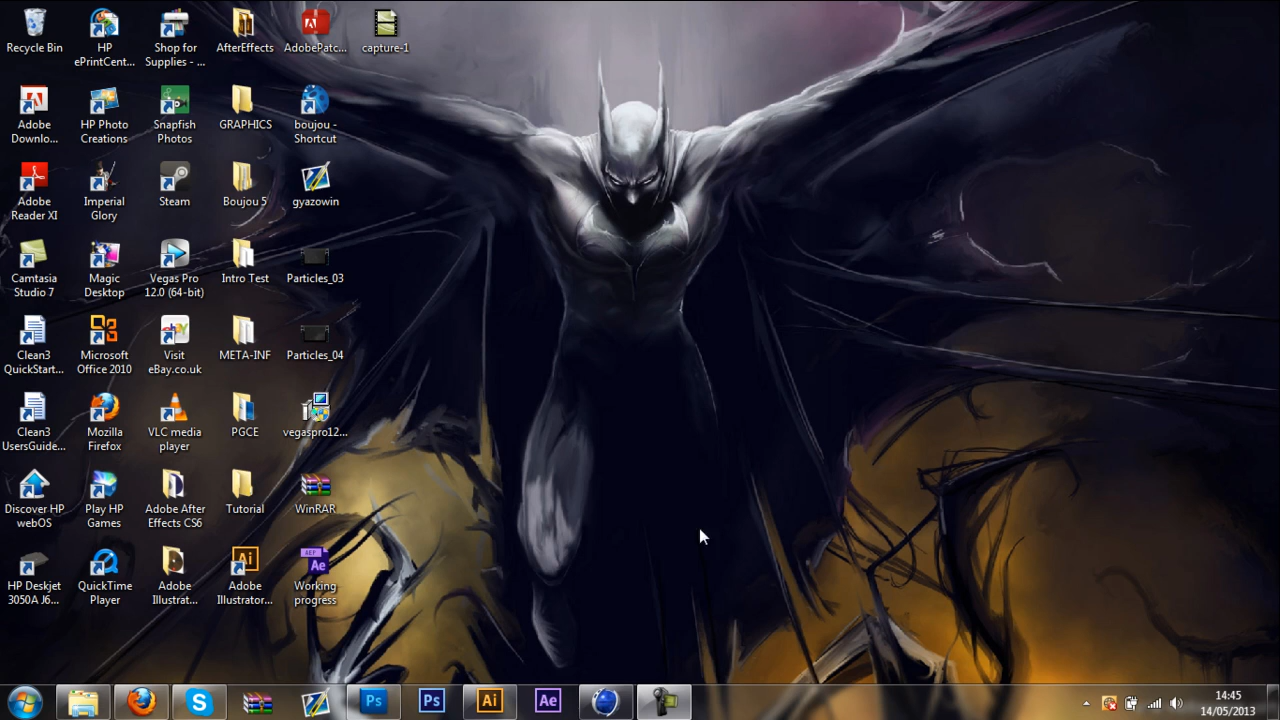 Recycle Bin
HP
ePrintCent...
Shop for
Supplies - ...
AfterEffects
AdobePatc...
capture-1
Adobe
Downlo...
HP Photo
Creations
Snapfish
Photos
GRAPHICS
boujou -
Shortcut
Adobe
Reader XI
Imperial
Glory
Steam
Boujou 5
gyazowin
Camtasia
Studio 7
Magic
Desktop
Vegas Pro
12.0 (64-bit)
Intro Test
Particles_03
Clean3
QuickStart...
Microsoft
Office 2010
Visit
eBay.co.uk
META-INF
Particles_04
Clean3
UsersGuide...
Mozilla
Firefox
VLC media
player
PGCE
vegaspro12...
Discover HP
webOS
Play HP
Games
Adobe After
Effects CS6
Tutorial
WinRAR
HP Deskjet
3050A J6...
QuickTime
Player
Adobe
Illustrat...
Ai
Adobe
Illustrator...
AEP
Ae
Working
progress
S
Ps
Ps
Ai
Ae
14:45
14/05/2013